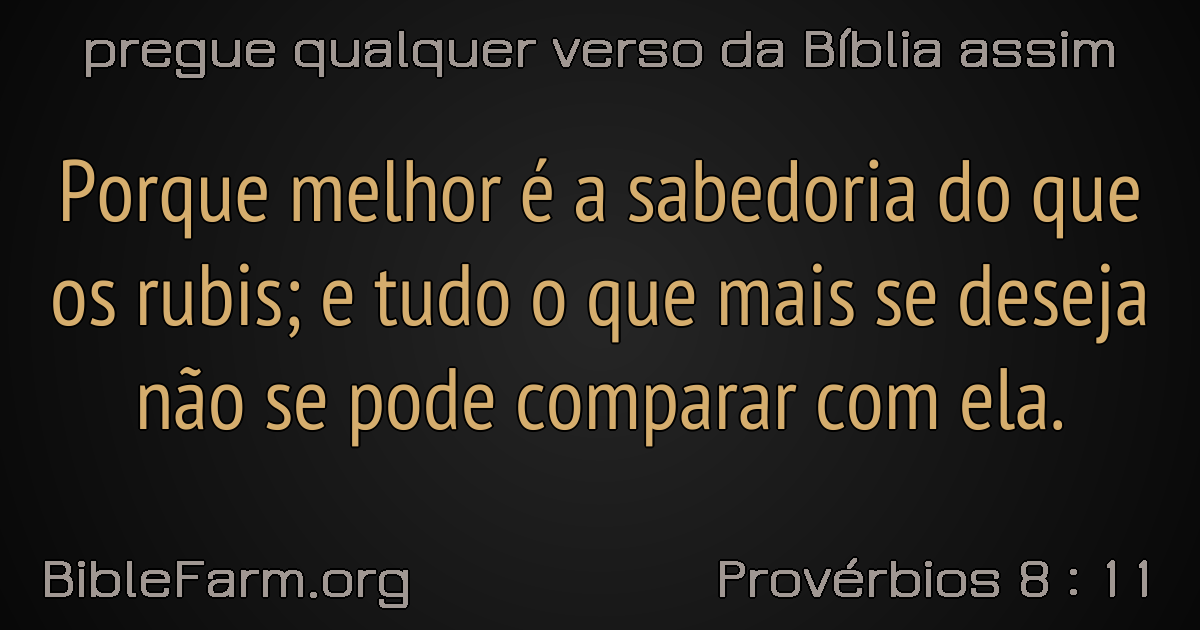 pregue qualquer verso da Bíblia assim
Porque melhor é a sabedoria do que
os rubis; e tudo o que mais se deseja
não se pode comparar com ela.
BibleFarm.org
Provérbios 8 : 11